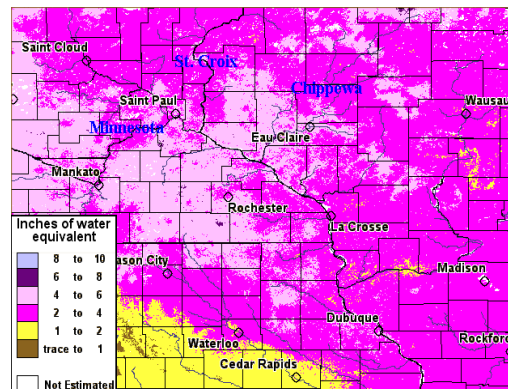 Saint Cloud
St. Croix
Saint Paul
Chippewa
Wausau
Minnesota
Eau Claire
Mankato
Rochester
La Crosse
Inches of water
equivalent
8 to 10
6 to 8
4 to 6
2 to 4
1 to 2
trace to 1
Not Estimated
ason City
Madison
Dubuque
Waterloo
Rockford
Cedar Rapids